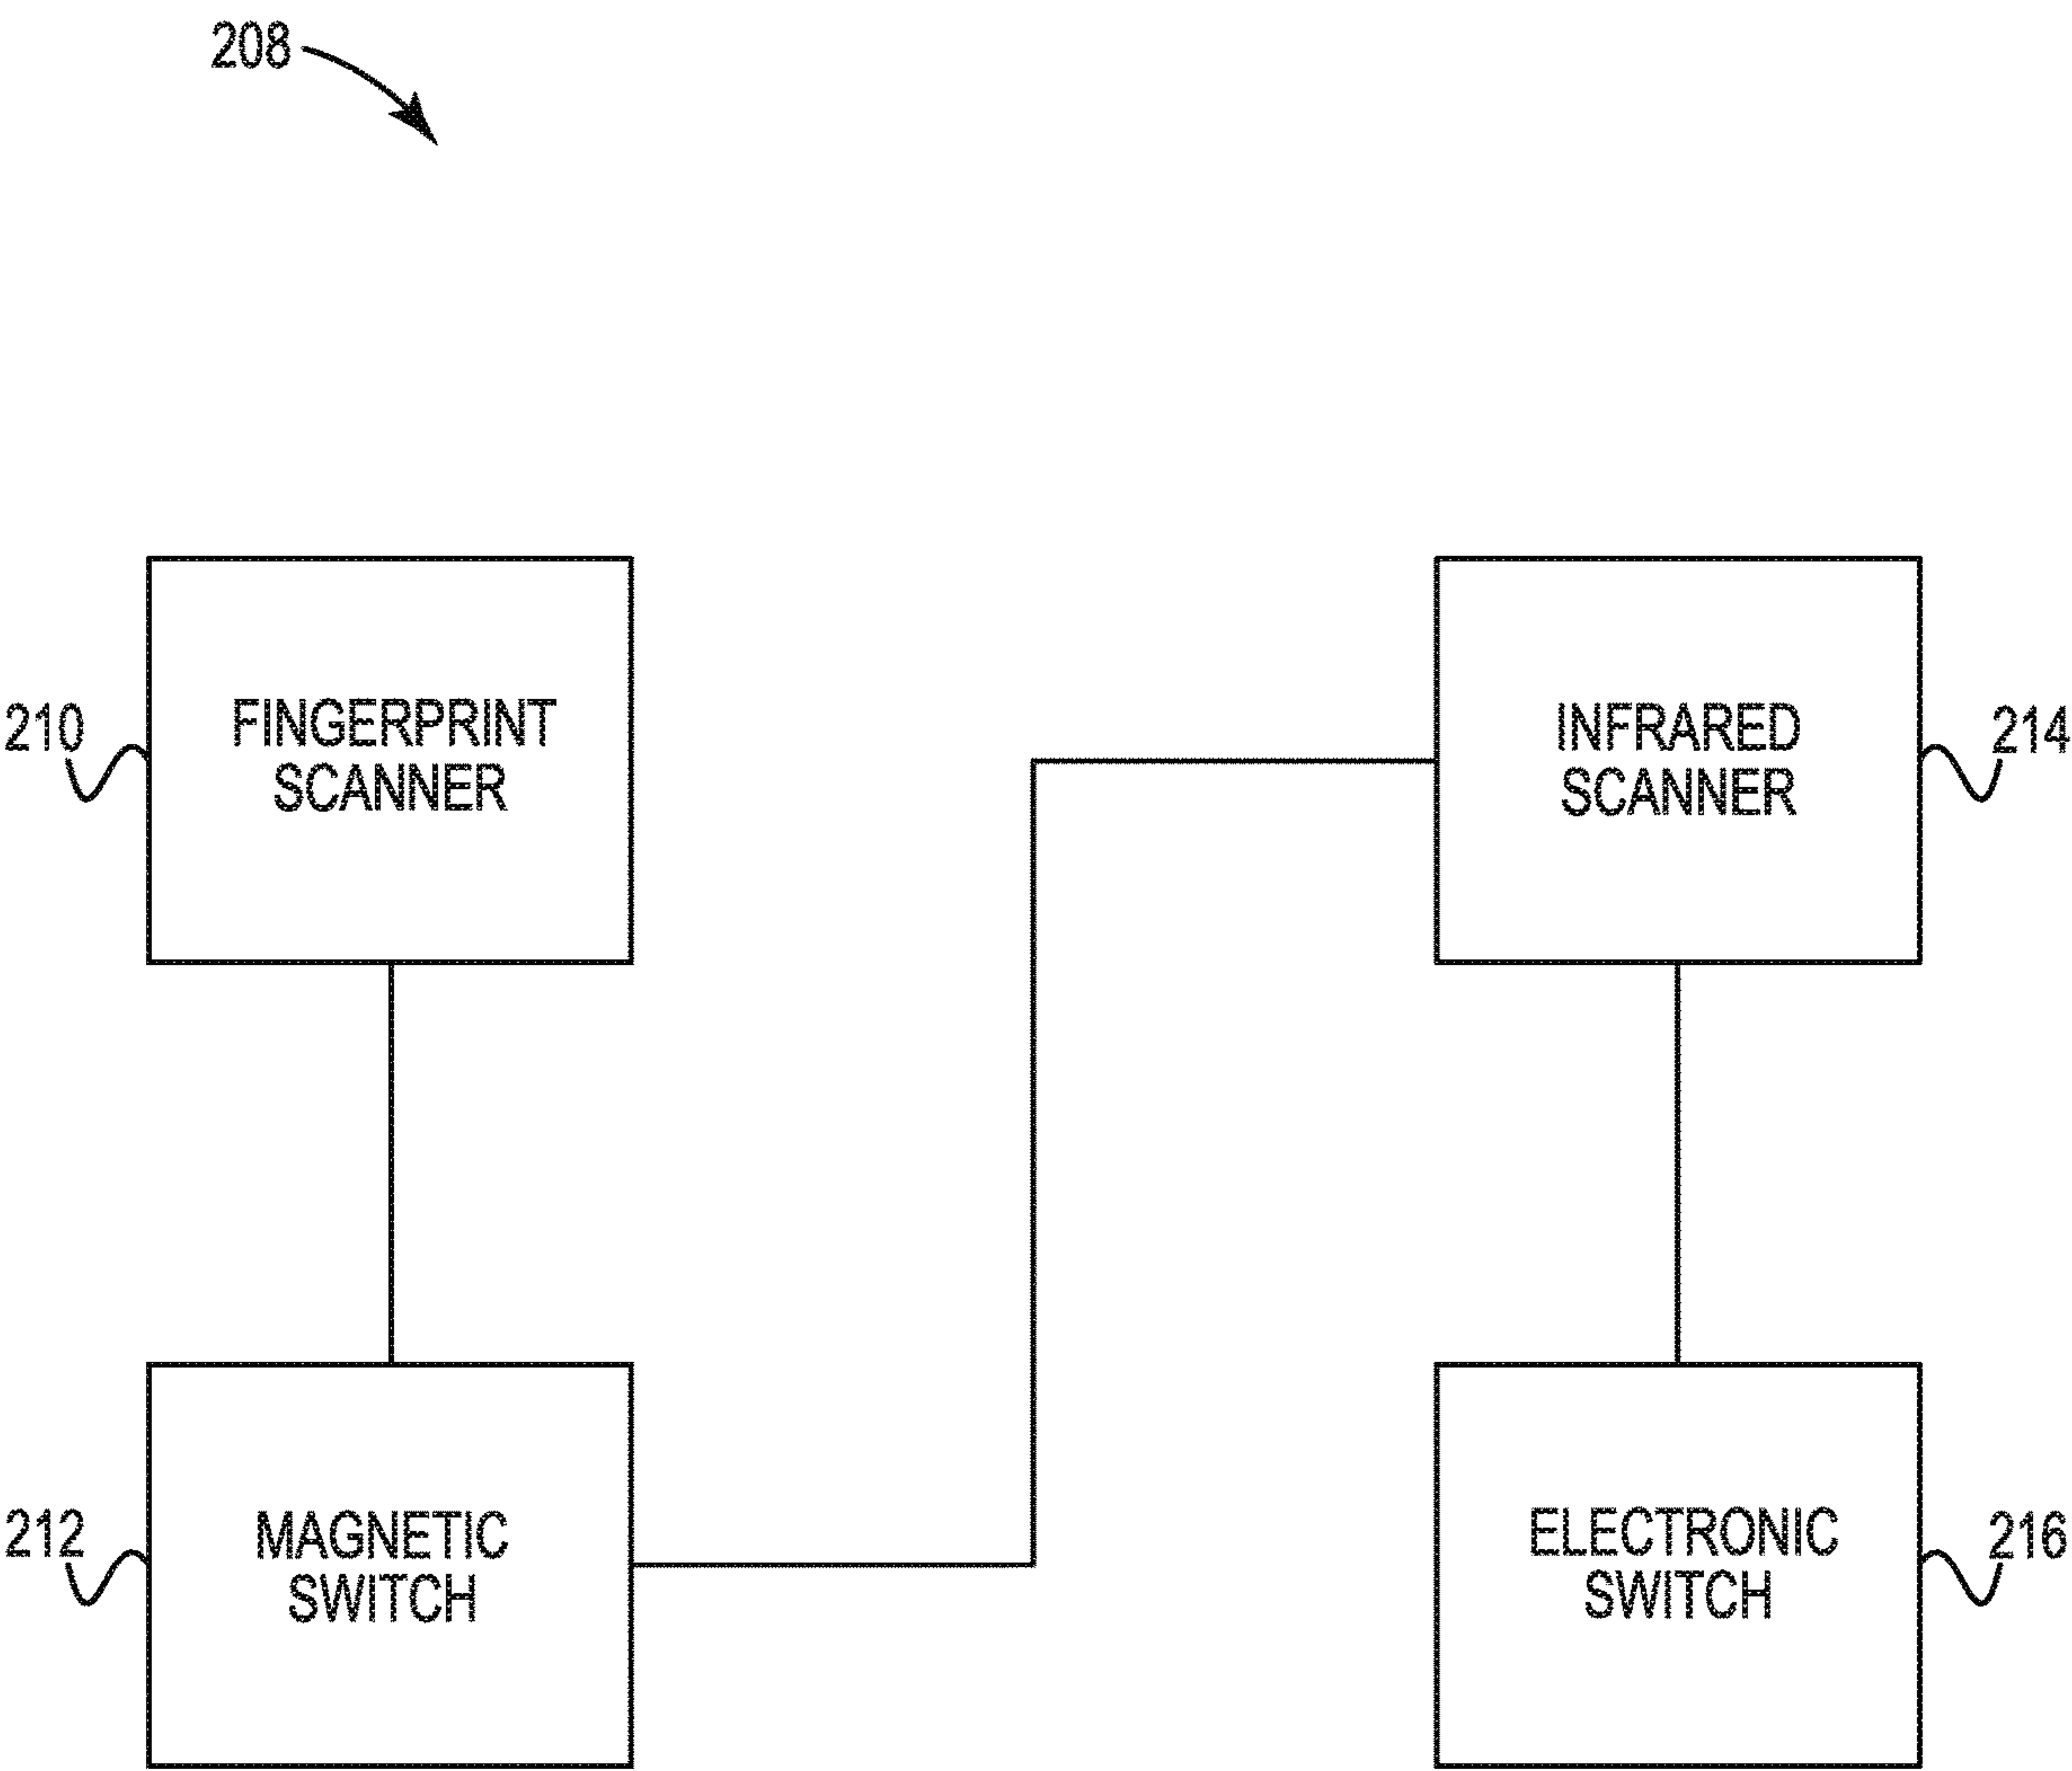 208
210
FINGERPRINT
SCANNER
INFRARED
SCANNER
214
212
MAGNETIC
SWITCH
ELECTRONIC
SWITCH
216